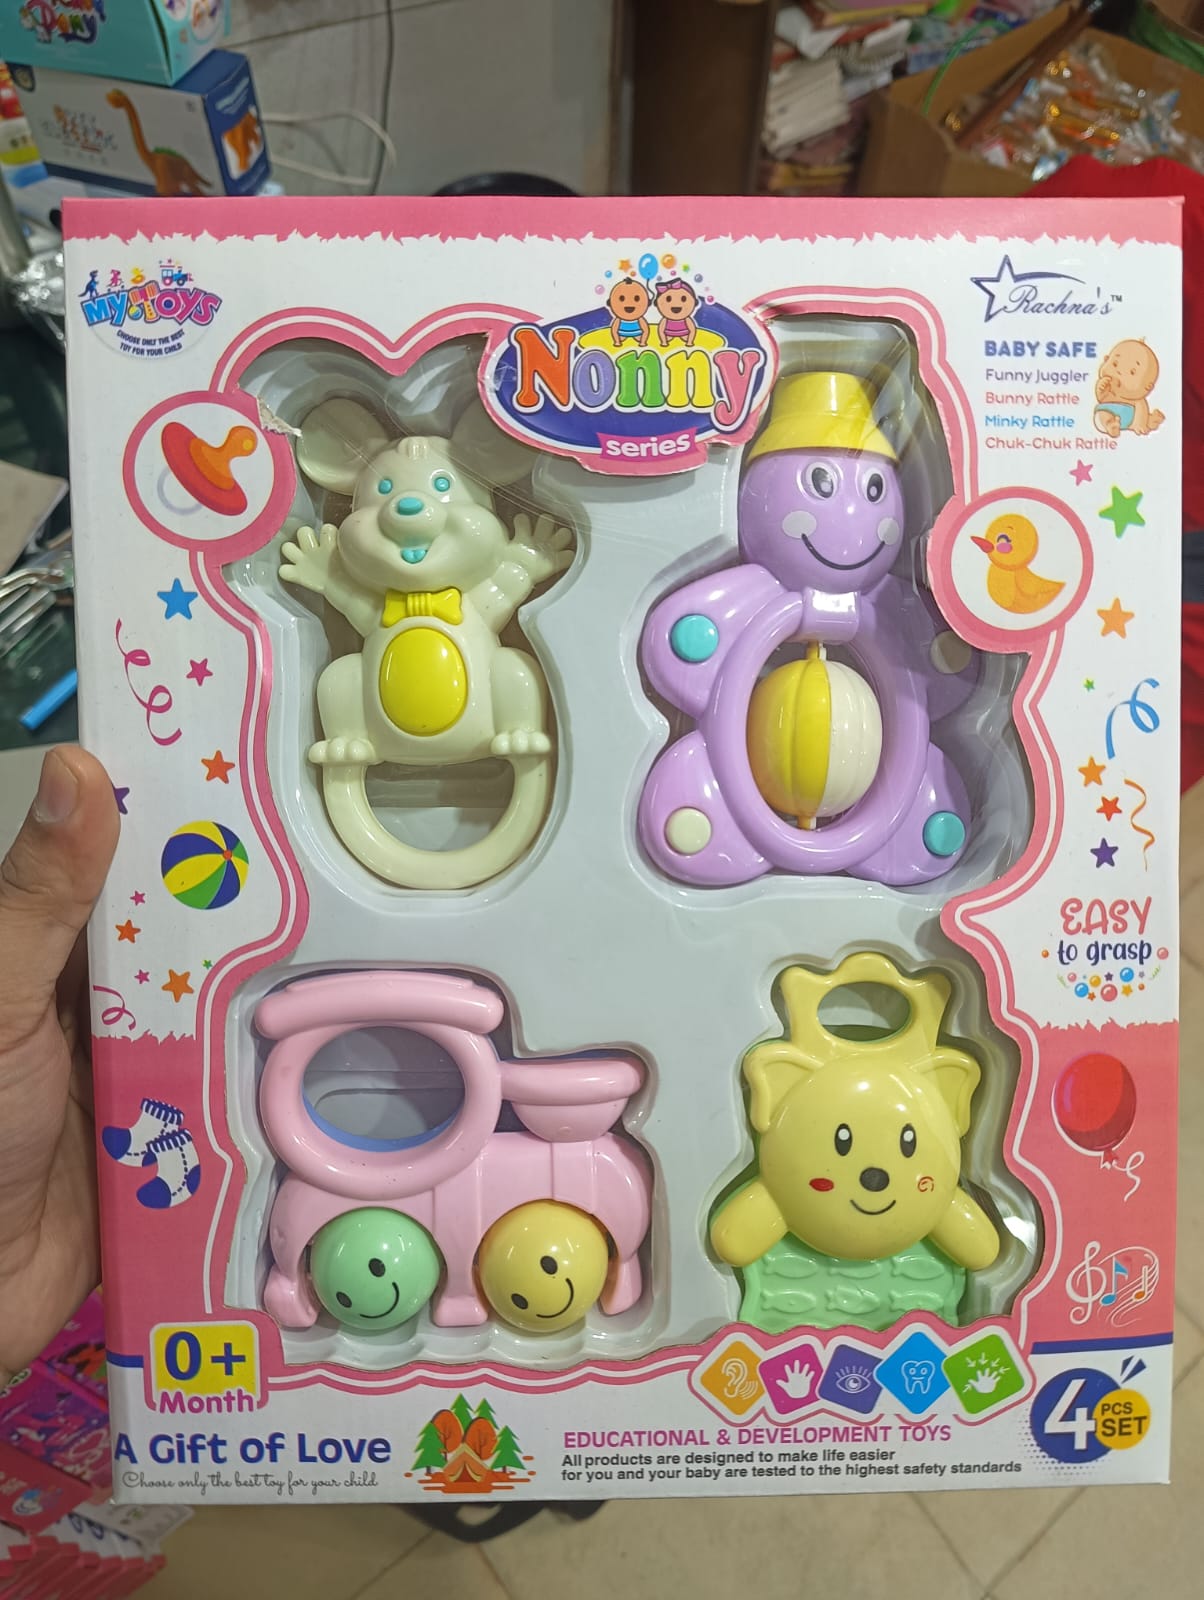 Pony
MY TOYS
CHOOSE ONLY THE BEST
TOY FOR YOUR CHILD
Nonny
series
Rachna's™
BABY SAFE
Funny Juggler
Bunny Rattle
Minky Rattle
Chuk-Chuk Rattle
EASY
to grasp
0+
Month
A Gift of Love
Choose only the best toy for your child
EDUCATIONAL & DEVELOPMENT TOYS
All products are designed to make life easier
for you and your baby are tested to the highest safety standards
4 PCS
SET